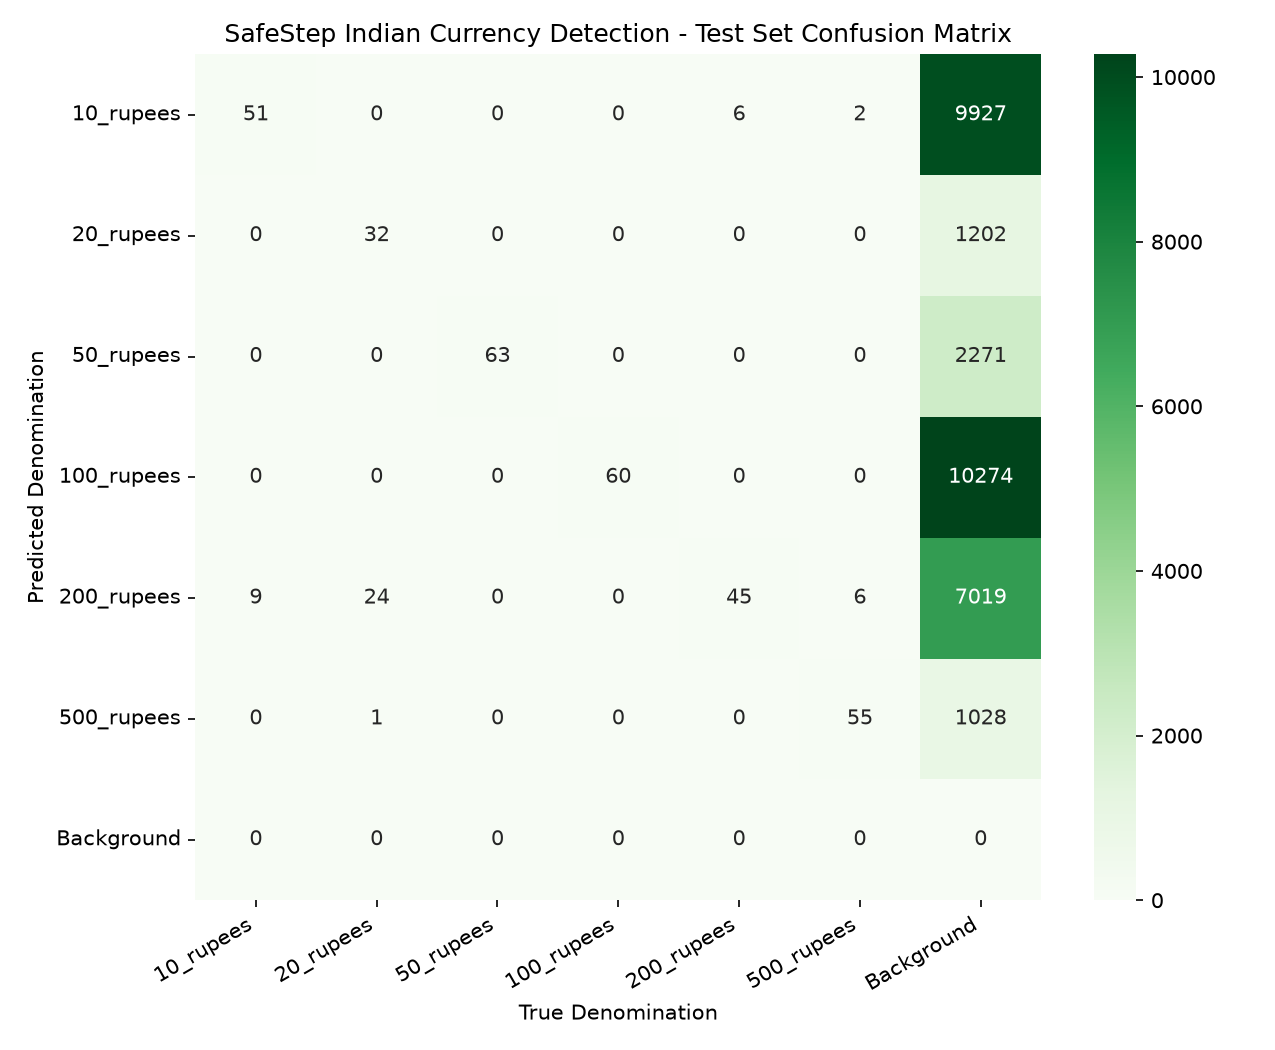 SafeStep Indian Currency Detection - Test Set Confusion Matrix
Predicted Denomination
10_rupees 51 0 0 0 6 2 9927
20_rupees 0 32 0 0 0 0 1202
50_rupees 0 0 63 0 0 0 2271
100_rupees 0 0 0 60 0 0 10274
200_rupees 9 24 0 0 45 6 7019
500_rupees 0 1 0 0 0 55 1028
Background 0 0 0 0 0 0 0
10_rupees 20_rupees 50_rupees 100_rupees 200_rupees 500_rupees Background
True Denomination
10000
8000
6000
4000
2000
0